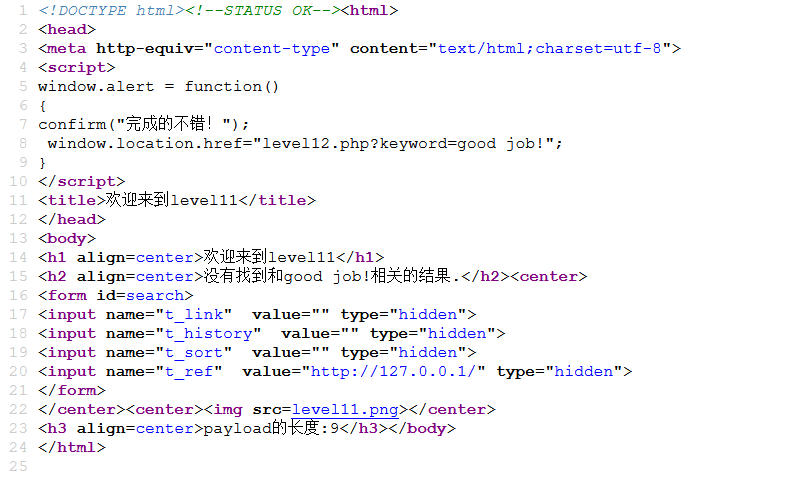 1 <!DOCTYPE html><!--STATUS OK--><html>
2 <head>
3 <meta http-equiv="content-type" content="text/html;charset=utf-8">
4 <script>
5 window.alert = function()
6 {
7 confirm("完成的不错！");
8  window.location.href="level12.php?keyword=good job!";
9 }
10 </script>
11 <title>欢迎来到level11</title>
12 </head>
13 <body>
14 <h1 align=center>欢迎来到level11</h1>
15 <h2 align=center>没有找到和good job!相关的结果.</h2><center>
16 <form id=search>
17 <input name="t_link"  value="" type="hidden">
18 <input name="t_history"  value="" type="hidden">
19 <input name="t_sort"  value="" type="hidden">
20 <input name="t_ref"  value="http://127.0.0.1/" type="hidden">
21 </form>
22 </center><center><img src=level11.png></center>
23 <h3 align=center>payload的长度:9</h3></body>
24 </html>
25